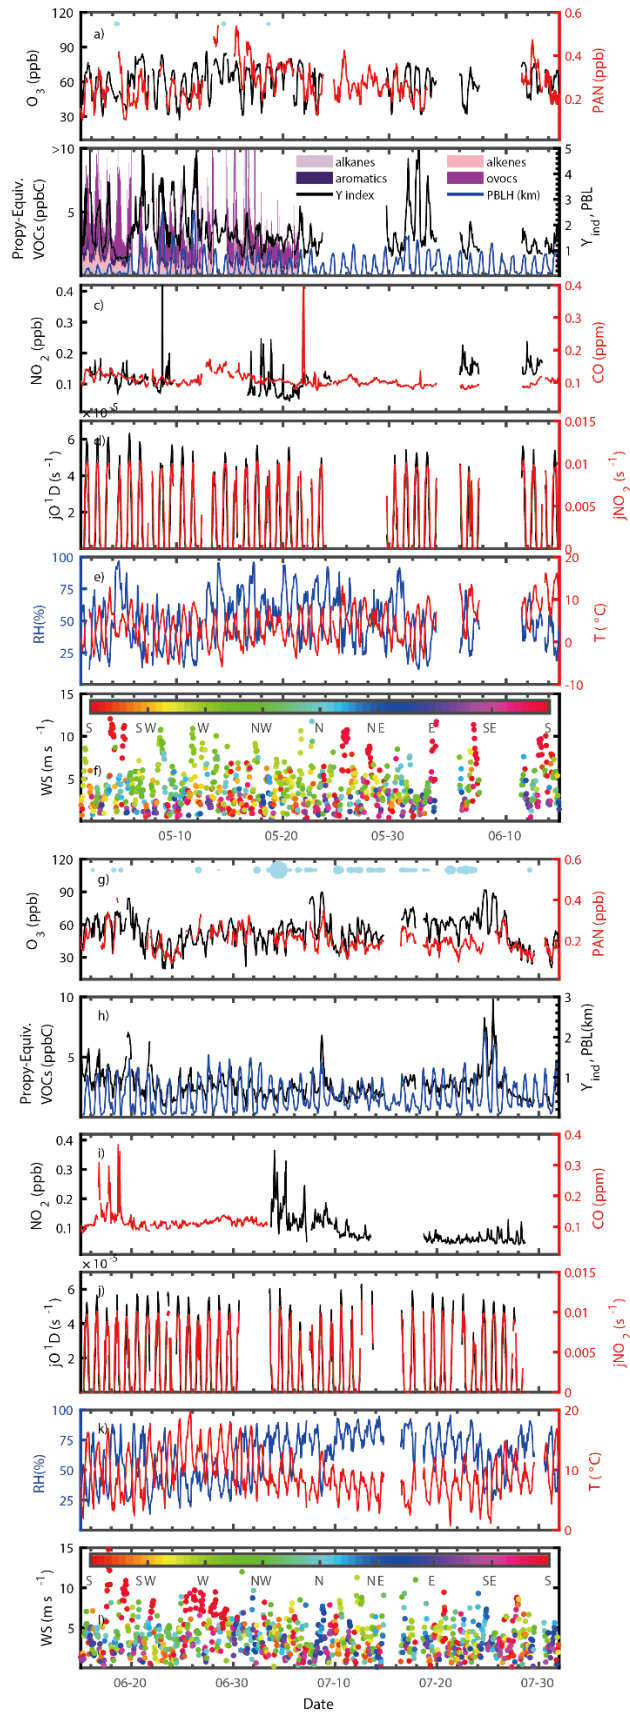 120
90
60
30
O3 (ppb)
a)
0.6
0.4
0.2
PAN (ppb)
>10
5
Propy-Equiv.
VOCs (ppbC)
alkanes
alkenes
aromatics
ovocs
Y index
PBLH (km)
5
4
3
2
1
Yind, PBL
0.4
0.3
0.2
0.1
NO2 (ppb)
c)
0.4
0.3
0.2
0.1
CO (ppm)
×10-5
6
4
2
jO1D (s-1)
d)
0.015
0.01
0.005
0
jNO2 (s-1)
100
75
50
25
RH(%)
e)
20
10
0
-10
T (°C)
15
10
5
WS (m s-1)
S SW W NW N NE E SE S
f)
05-10 05-20 05-30 06-10
120
90
60
30
O3 (ppb)
g)
0.6
0.4
0.2
PAN (ppb)
10
5
Propy-Equiv.
VOCs (ppbC)
h)
3
2
1
Yind, PBL(km)
0.4
0.3
0.2
0.1
NO2 (ppb)
i)
0.4
0.3
0.2
0.1
CO (ppm)
×10-5
6
4
2
jO1D (s-1)
j)
0.015
0.01
0.005
0
jNO2 (s-1)
100
75
50
25
RH(%)
k)
20
10
0
T (°C)
15
10
5
WS (m s-1)
S SW W NW N NE E SE S
l)
06-20 06-30 07-10 07-20 07-30
Date